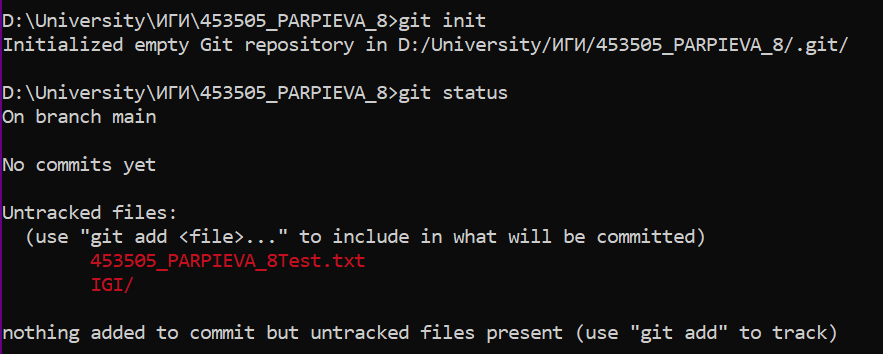 D:\University\ИГИ\453505_PARPIEVA_8>git init
Initialized empty Git repository in D:/University/ИГИ/453505_PARPIEVA_8/.git/
D:\University\ИГИ\453505_PARPIEVA_8>git status
On branch main
No commits yet
Untracked files:
(use "git add <file>..." to include in what will be committed)
453505_PARPIEVA_8Test.txt
IGI/
nothing added to commit but untracked files present (use "git add" to track)